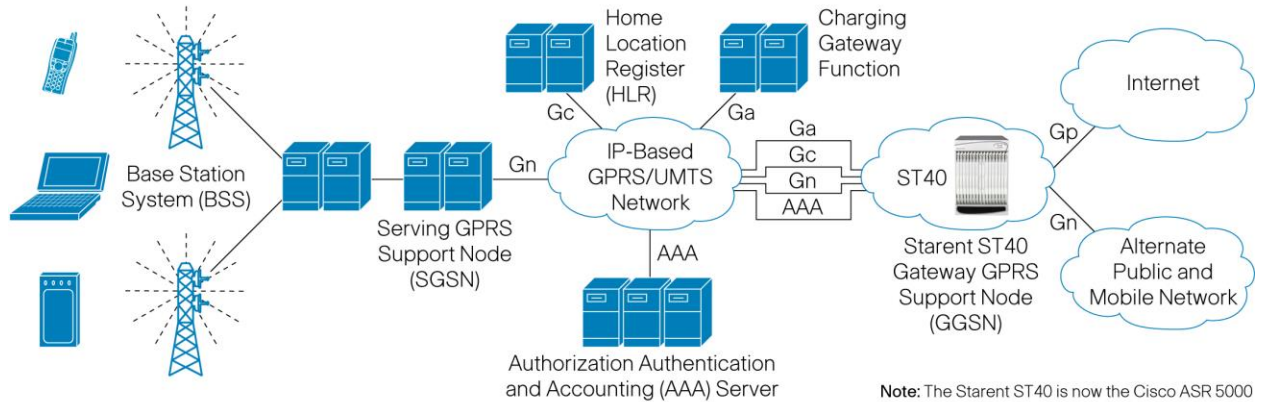 Home
Location
Register
(HLR)
Charging
Gateway
Function
Internet
Gc
Ga
Gp
Base Station
System (BSS)
Gn
IP-Based
GPRS/UMTS
Network
Ga
Gc
Gn
AAA
ST40
Gn
Serving GPRS
Support Node
(SGSN)
AAA
Starent ST40
Gateway GPRS
Support Node
(GGSN)
Alternate
Public and
Mobile Network
Authorization Authentication
and Accounting (AAA) Server
Note: The Starent ST40 is now the Cisco ASR 5000